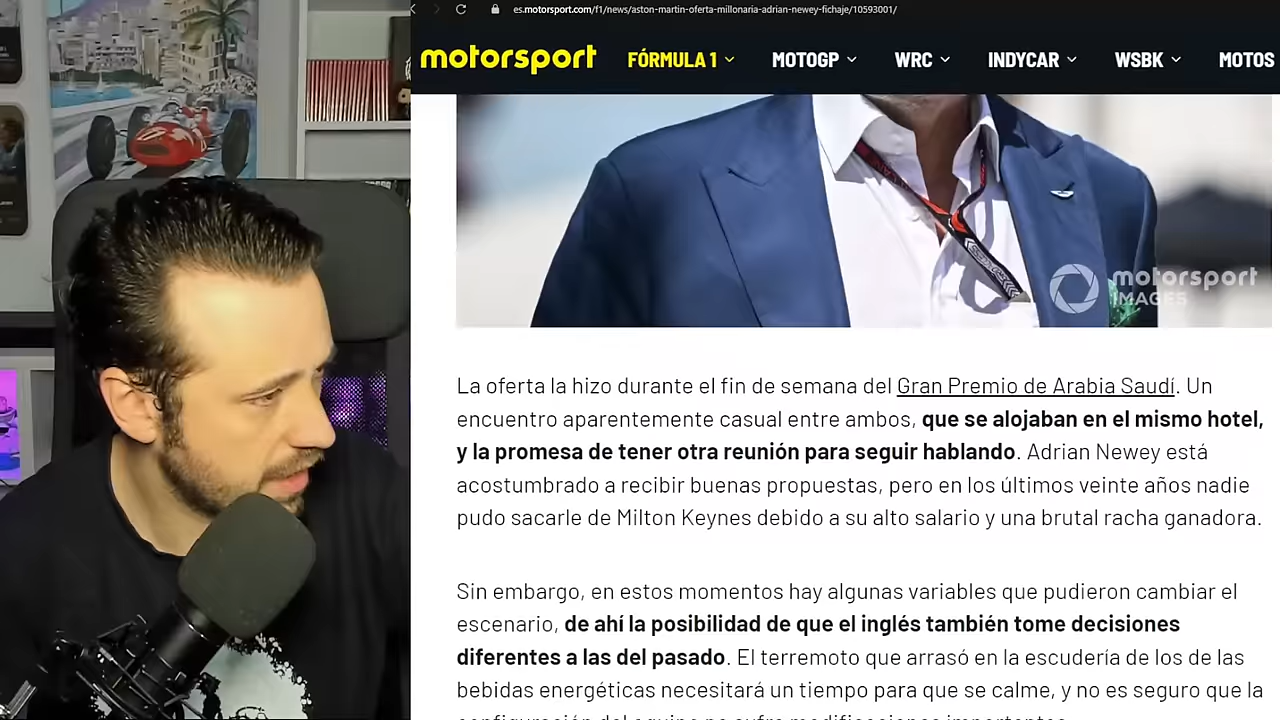 es.motorsport.com/f1/news/aston-martin-oferta-millonaria-adrian-newey-fichaje/10593001/
motorsport FÓRMULA 1 MOTOGP WRC INDYCAR WSBK MOTOS
motorsport
IMAGES
La oferta la hizo durante el fin de semana del Gran Premio de Arabia Saudí. Un
encuentro aparentemente casual entre ambos, que se alojaban en el mismo hotel,
y la promesa de tener otra reunión para seguir hablando. Adrian Newey está
acostumbrado a recibir buenas propuestas, pero en los últimos veinte años nadie
pudo sacarle de Milton Keynes debido a su alto salario y una brutal racha ganadora.
Sin embargo, en estos momentos hay algunas variables que pudieron cambiar el
escenario, de ahí la posibilidad de que el inglés también tome decisiones
diferentes a las del pasado. El terremoto que arrasó en la escudería de los de las
bebidas energéticas necesitará un tiempo para que se calme, y no es seguro que la